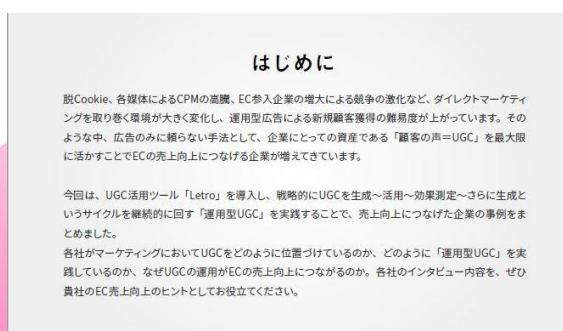 はじめに
脱Cookie、各媒体によるCPMの高騰、EC参入企業の増大による競争の激化など、ダイレクトマーケティ
ングを取り巻く環境が大きく変化し、運用型広告による新規顧客獲得の難易度が上がっています。その
ような中、広告のみに頼らない手法として、企業にとっての資産である「顧客の声＝UGC」を最大限
に活かすことでECの売上向上につなげる企業が増えてきています。
今回は、UGC活用ツール「Letro」を導入し、戦略的にUGCを生成～活用～効果測定～さらに生成と
いうサイクルを継続的に回す「運用型UGC」を実践することで、売上向上につなげた企業の事例をま
とめました。
各社がマーケティングにおいてUGCをどのように位置づけているのか、どのように「運用型UGC」を実
践しているのか、なぜUGCの運用がECの売上向上につながるのか。各社のインタビュー内容を、ぜひ
貴社のEC売上向上のヒントとしてお役立てください。